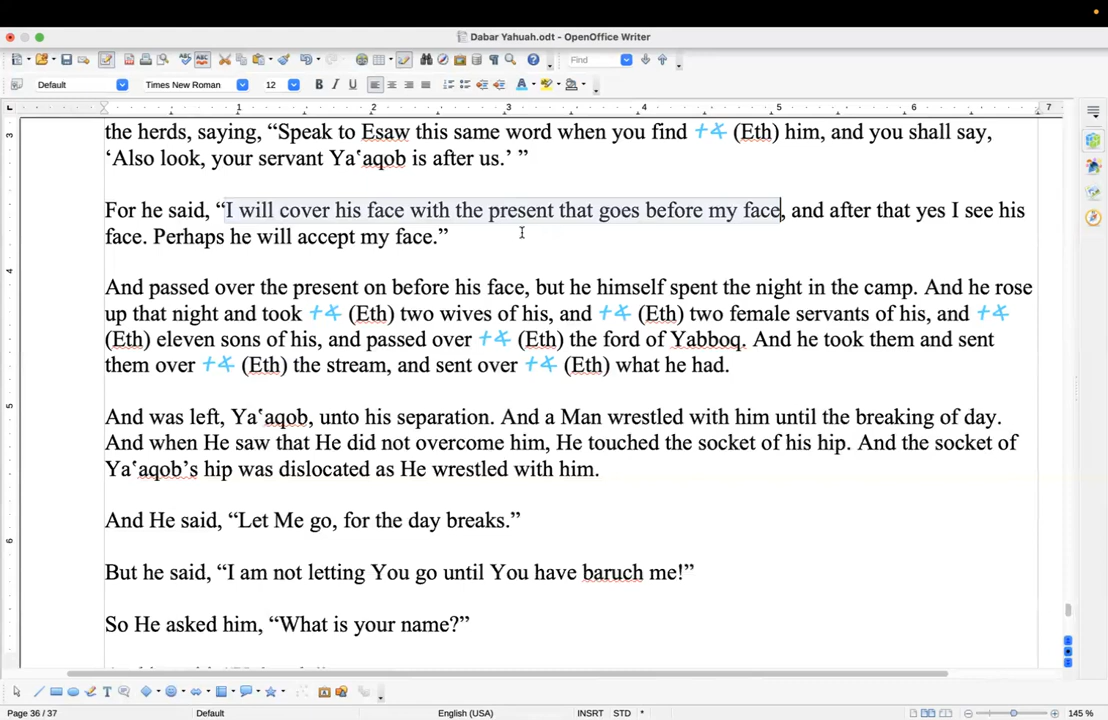 Dabar Yahuah.odt - OpenOffice Writer
Find
Default Times New Roman 12 B I U
1 2 3 4 5 6 7
the herds, saying, “Speak to Esaw this same word when you find (Eth) him, and you shall say,
‘Also look, your servant Yaʽaqob is after us.’ ”
For he said, “I will cover his face with the present that goes before my face, and after that yes I see his
face. Perhaps he will accept my face.”
And passed over the present on before his face, but he himself spent the night in the camp. And he rose
up that night and took (Eth) two wives of his, and (Eth) two female servants of his, and
(Eth) eleven sons of his, and passed over (Eth) the ford of Yabboq. And he took them and sent
them over (Eth) the stream, and sent over (Eth) what he had.
And was left, Yaʽaqob, unto his separation. And a Man wrestled with him until the breaking of day.
And when He saw that He did not overcome him, He touched the socket of his hip. And the socket of
Yaʽaqob’s hip was dislocated as He wrestled with him.
And He said, “Let Me go, for the day breaks.”
But he said, “I am not letting You go until You have baruch me!”
So He asked him, “What is your name?”
Page 36 / 37 Default English (USA) INSRT STD * 145 %